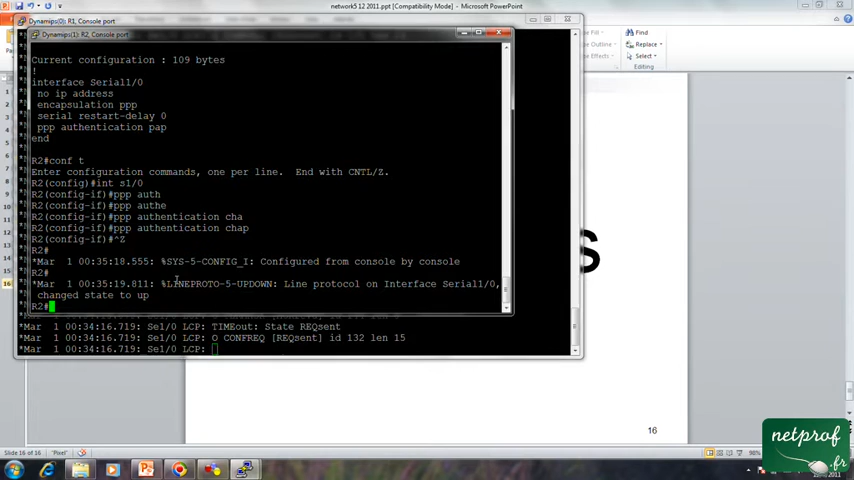 network5 12 2011.ppt [Compatibility Mode] - Microsoft PowerPoint
Dynamips(0): R1, Console port
Dynamips(1): R2, Console port
Find
Replace
Select
Current configuration : 109 bytes
!
interface Serial1/0
no ip address
encapsulation ppp
serial restart-delay 0
ppp authentication pap
end
R2#conf t
Enter configuration commands, one per line. End with CNTL/Z.
R2(config)#int s1/0
R2(config-if)#ppp auth
R2(config-if)#ppp authe
R2(config-if)#ppp authentication cha
R2(config-if)#ppp authentication chap
R2(config-if)#^Z
R2#
*Mar 1 00:35:18.555: %SYS-5-CONFIG_I: Configured from console by console
R2#
*Mar 1 00:35:19.811: %LINEPROTO-5-UPDOWN: Line protocol on Interface Serial1/0,
changed state to up
R2#
*Mar 1 00:34:16.719: Se1/0 LCP: TIMEout: State REQsent
*Mar 1 00:34:16.719: Se1/0 LCP: O CONFREQ [REQsent] id 132 len 15
*Mar 1 00:34:16.719: Se1/0 LCP:
S
16
16
Slide 16 of 16
"Pixel"
98%
netprof
.fr